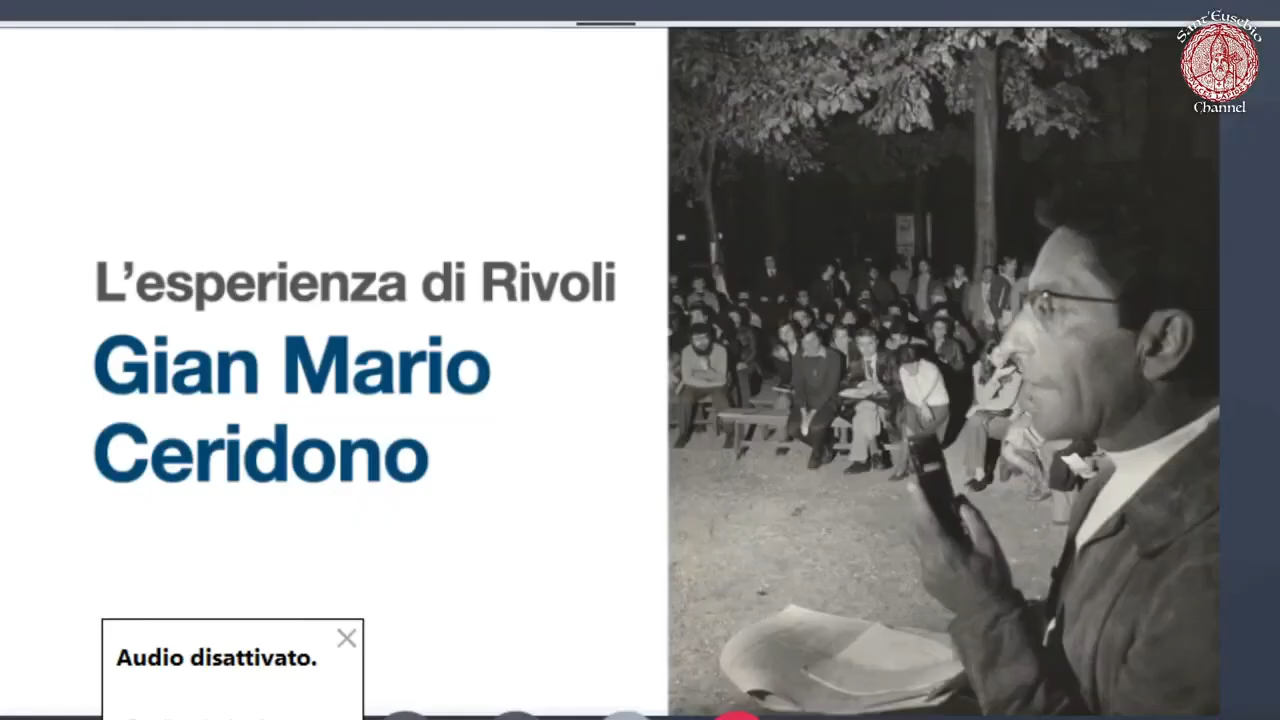 Sant'Eusebio
Channel
L'esperienza di Rivoli
Gian Mario
Ceridono
Audio disattivato.